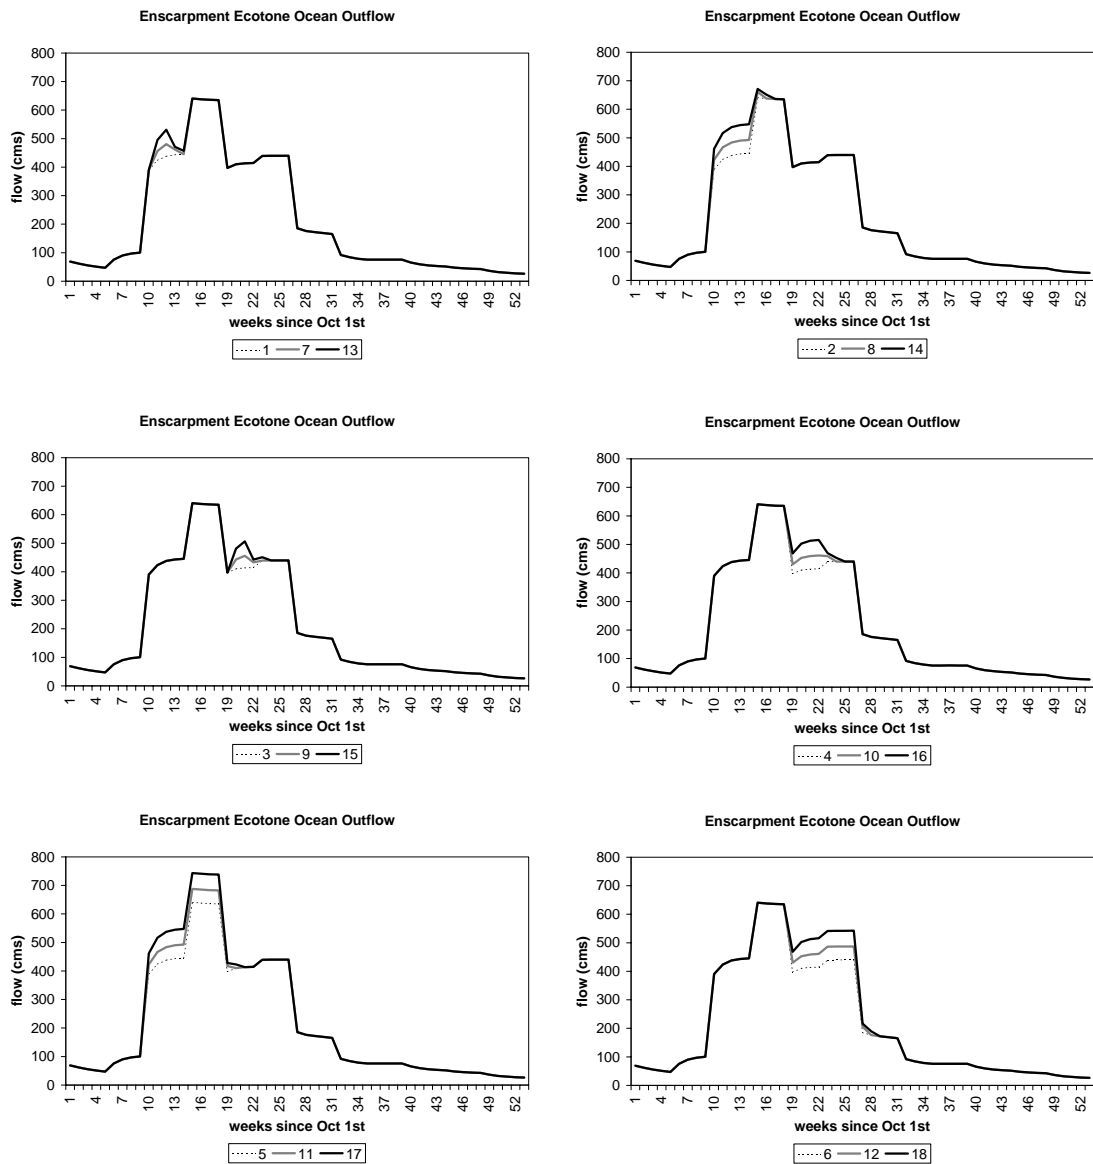 Enscarpment Ecotone Ocean Outflow
800
700
600
500
400
300
200
100
0
flow (cms)
1 4 7 10 13 16 19 22 25 28 31 34 37 40 43 46 49 52
weeks since Oct 1st
1 7 13
Enscarpment Ecotone Ocean Outflow
800
700
600
500
400
300
200
100
0
flow (cms)
1 4 7 10 13 16 19 22 25 28 31 34 37 40 43 46 49 52
weeks since Oct 1st
2 8 14
Enscarpment Ecotone Ocean Outflow
800
700
600
500
400
300
200
100
0
flow (cms)
1 4 7 10 13 16 19 22 25 28 31 34 37 40 43 46 49 52
weeks since Oct 1st
3 9 15
Enscarpment Ecotone Ocean Outflow
800
700
600
500
400
300
200
100
0
flow (cms)
1 4 7 10 13 16 19 22 25 28 31 34 37 40 43 46 49 52
weeks since Oct 1st
4 10 16
Enscarpment Ecotone Ocean Outflow
800
700
600
500
400
300
200
100
0
flow (cms)
1 4 7 10 13 16 19 22 25 28 31 34 37 40 43 46 49 52
weeks since Oct 1st
5 11 17
Enscarpment Ecotone Ocean Outflow
800
700
600
500
400
300
200
100
0
flow (cms)
1 4 7 10 13 16 19 22 25 28 31 34 37 40 43 46 49 52
weeks since Oct 1st
6 12 18